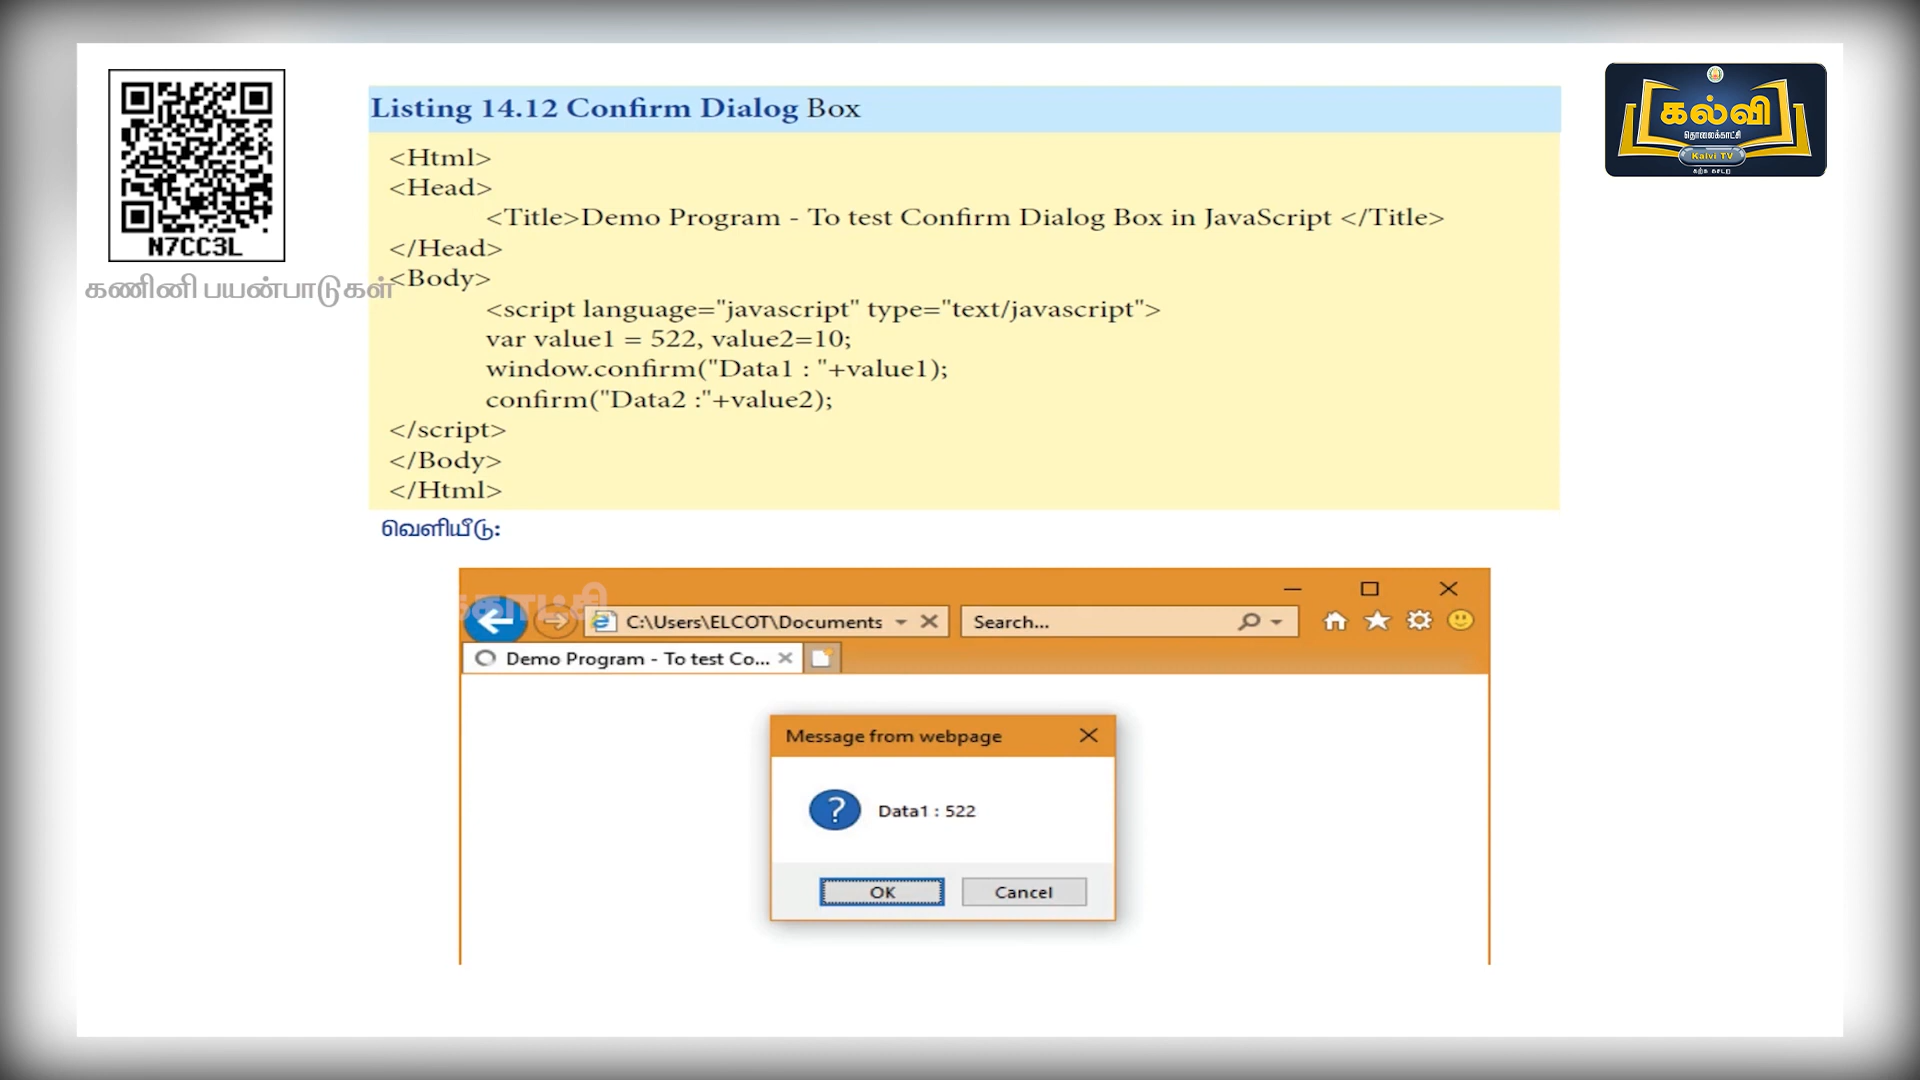 Listing 14.12 Confirm Dialog Box
<Html>
<Head>
<Title>Demo Program - To test Confirm Dialog Box in JavaScript </Title>
</Head>
<Body>
<script language="javascript" type="text/javascript">
var value1 = 522, value2=10;
window.confirm("Data1 : "+value1);
confirm("Data2 :"+value2);
</script>
</Body>
</Html>
வெளியீடு:
N7CC3L
கணினி பயன்பாடுகள்
கல்வி
தொலைக்காட்சி
Kalvi TV
கற்க கசடற
C:\Users\ELCOT\Documents
Search...
Demo Program - To test Co...
Message from webpage
Data1 : 522
OK Cancel